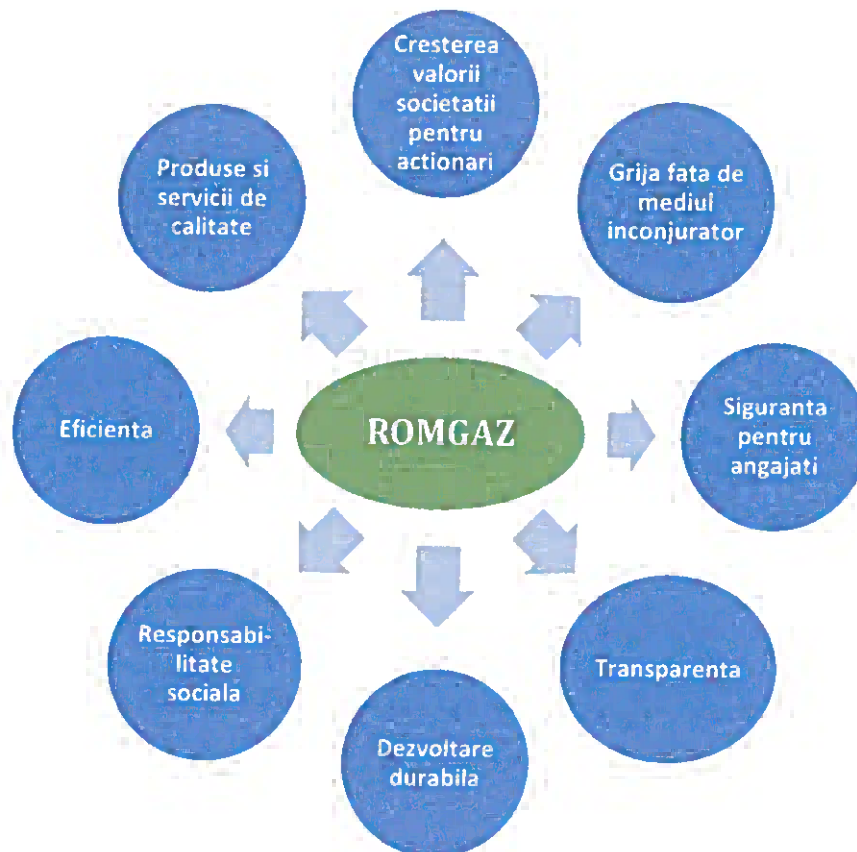 Cresterea
valorii
societatii
pentru
actionari
Grija fata de
mediul
inconjurator
Siguranta
pentru
angajati
Transparenta
Dezvoltare
durabila
Responsabi-
litate
sociala
Eficienta
Produse si
servicii de
calitate
ROMGAZ